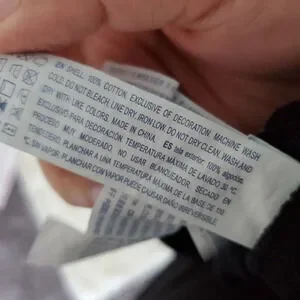 EN SHELL: 100% COTTON, EXCLUSIVE OF DECORATION. MACHINE WASH
COLD. DO NOT BLEACH. LINE DRY. IRON LOW. DO NOT DRY CLEAN. WASH AND
DRY WITH LIKE COLORS. MADE IN CHINA. ES tela exterior: 100% algodón,
EXCLUSIVO PARA DECORACIÓN. TEMPERATURA MÁXIMA DE LAVADO 30 °C.
PROCESO MUY MODERADO. NO USAR BLANQUEADOR. SECADO EN
TENDEDERO. PLANCHAR A UNA TEMPERATURA MÁXIMA DE LA BASE DE 110
°C, SIN VAPOR. PLANCHAR CON VAPOR PUEDE CAUSAR DAÑO IRREVERSIBLE.